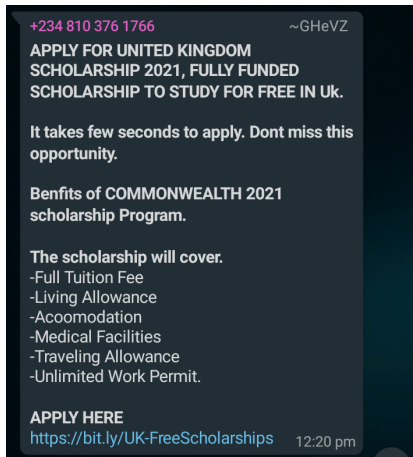 +234 810 376 1766 ~GHeVZ
APPLY FOR UNITED KINGDOM
SCHOLARSHIP 2021, FULLY FUNDED
SCHOLARSHIP TO STUDY FOR FREE IN Uk.
It takes few seconds to apply. Dont miss this
opportunity.
Benfits of COMMONWEALTH 2021
scholarship Program.
The scholarship will cover.
-Full Tuition Fee
-Living Allowance
-Acoomodation
-Medical Facilities
-Traveling Allowance
-Unlimited Work Permit.
APPLY HERE
https://bit.ly/UK-FreeScholarships 12:20 pm